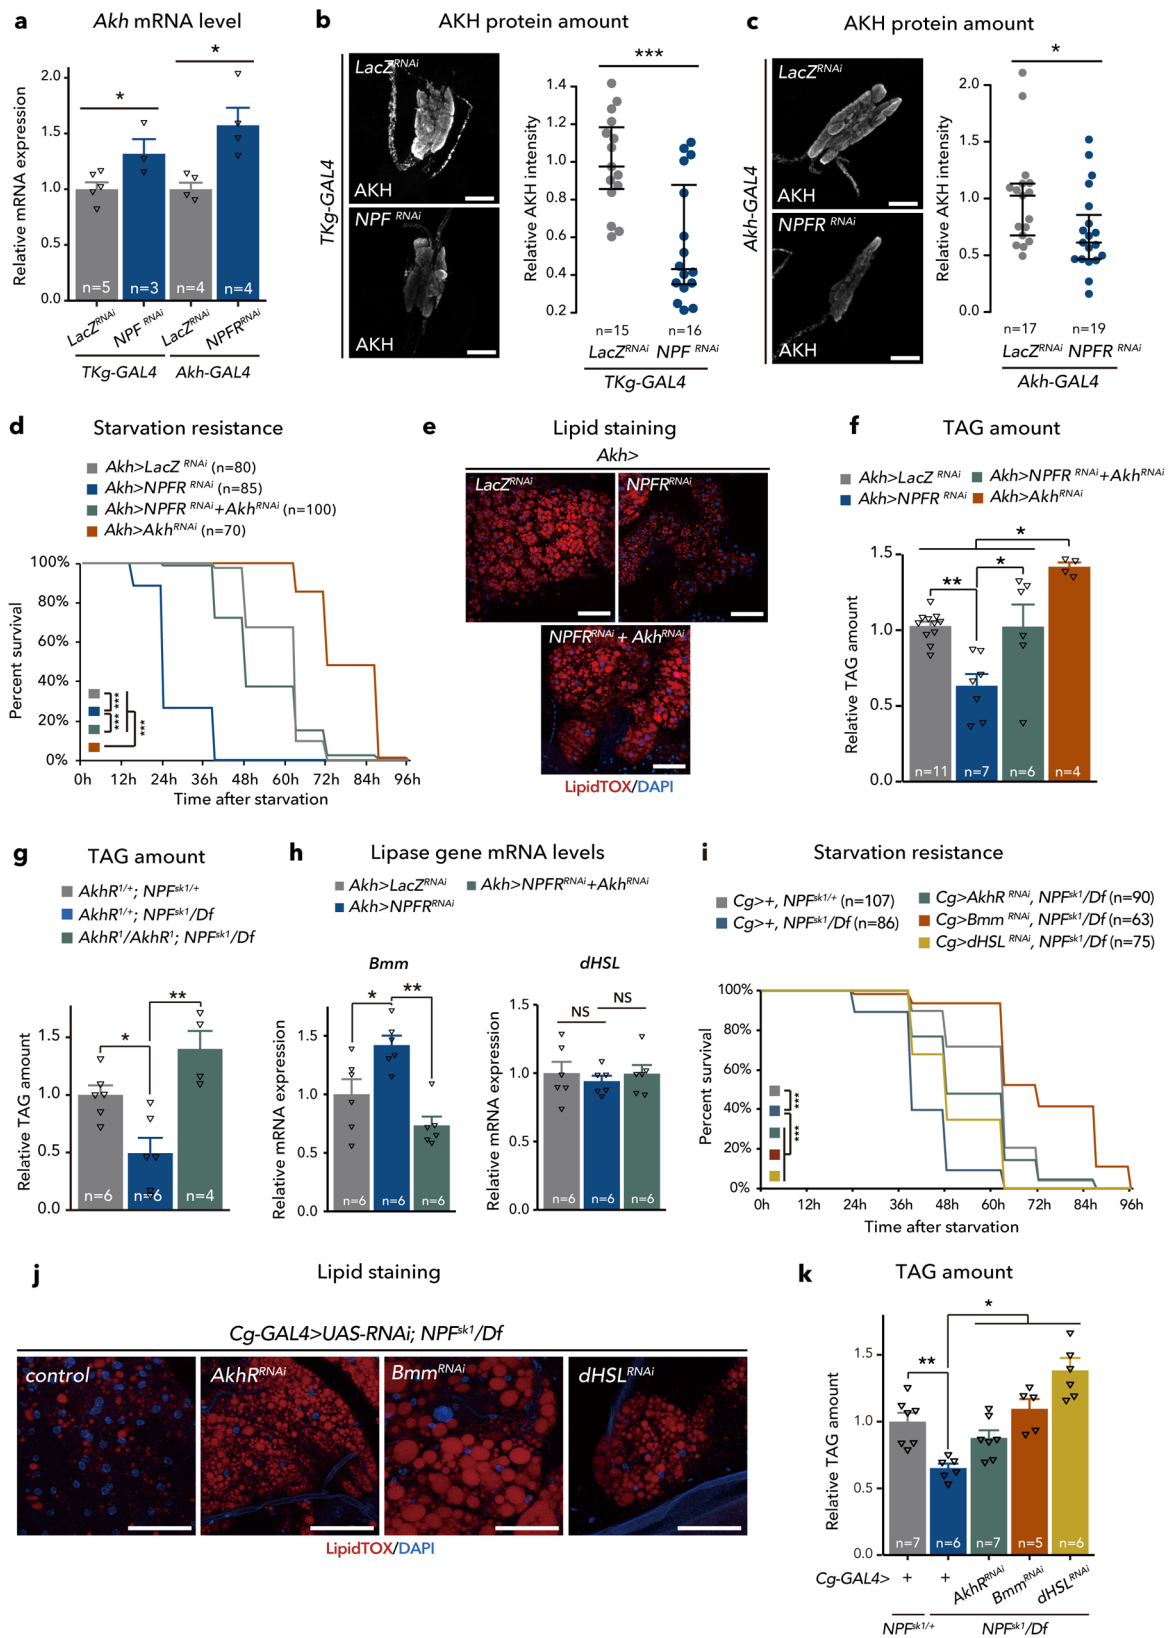 a
Akh mRNA level
Relative mRNA expression
2.0
1.5
1.0
0.5
0.0
*
*
n=5
n=3
n=4
n=4
LacZRNAi
NPF RNAi
LacZRNAi
NPFRRNAi
TKg-GAL4
Akh-GAL4
b
AKH protein amount
TKg-GAL4
LacZRNAi
AKH
NPF RNAi
AKH
Relative AKH intensity
1.4
1.2
1.0
0.8
0.6
0.4
0.2
***
n=15
n=16
LacZRNAi
NPF RNAi
TKg-GAL4
c
AKH protein amount
Akh-GAL4
LacZRNAi
AKH
NPFRRNAi
AKH
Relative AKH intensity
2.0
1.5
1.0
0.5
0.0
*
n=17
n=19
LacZRNAi
NPFR RNAi
Akh-GAL4
d
Starvation resistance
Akh>LacZ RNAi (n=80)
Akh>NPFR RNAi (n=85)
Akh>NPFR RNAi+AkhRNAi (n=100)
Akh>AkhRNAi (n=70)
Percent survival
100%
80%
60%
40%
20%
0%
***
***
***
0h 12h 24h 36h 48h 60h 72h 84h 96h
Time after starvation
e
Lipid staining
Akh>
LacZRNAi
NPFRRNAi
NPFRRNAi + AkhRNAi
LipidTOX/DAPI
f
TAG amount
Akh>LacZ RNAi
Akh>NPFR RNAi+AkhRNAi
Akh>NPFR RNAi
Akh>AkhRNAi
Relative TAG amount
1.5
1.0
0.5
0.0
**
*
*
n=11
n=7
n=6
n=4
g
TAG amount
AkhR1/+; NPFsk1/+
AkhR1/+; NPFsk1/Df
AkhR1/AkhR1; NPFsk1/Df
Relative TAG amount
1.5
1.0
0.5
0.0
*
**
n=6
n=6
n=4
h
Lipase gene mRNA levels
Akh>LacZRNAi
Akh>NPFRRNAi+AkhRNAi
Akh>NPFRRNAi
Bmm
Relative mRNA expression
1.5
1.0
0.5
0.0
*
**
n=6
n=6
n=6
dHSL
Relative mRNA expression
1.5
1.0
0.5
0.0
NS
NS
n=6
n=6
n=6
i
Starvation resistance
Cg>+, NPFsk1/+ (n=107)
Cg>+, NPFsk1/Df (n=86)
Cg>AkhR RNAi, NPFsk1/Df (n=90)
Cg>Bmm RNAi, NPFsk1/Df (n=63)
Cg>dHSL RNAi, NPFsk1/Df (n=75)
Percent survival
100%
80%
60%
40%
20%
0%
***
***
0h 12h 24h 36h 48h 60h 72h 84h 96h
Time after starvation
j
Lipid staining
Cg-GAL4>UAS-RNAi; NPFsk1/Df
control
AkhRRNAi
BmmRNAi
dHSLRNAi
LipidTOX/DAPI
k
TAG amount
Relative TAG amount
1.5
1.0
0.5
0.0
**
*
n=7
n=6
n=7
n=5
n=6
Cg-GAL4> + + AkhRRNAi BmmRNAi dHSLRNAi
NPFsk1/+
NPFsk1/Df